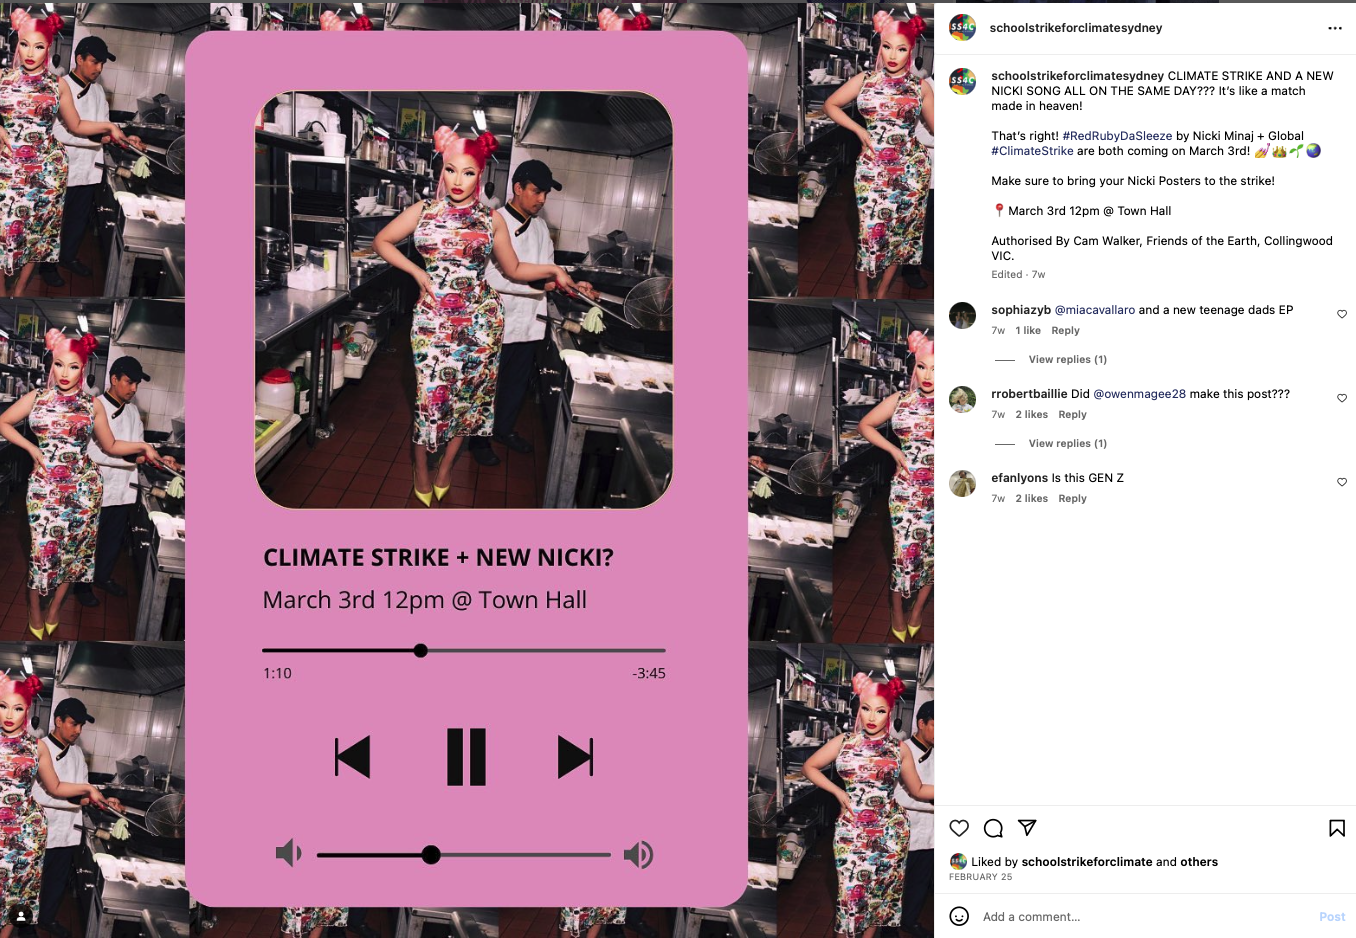 CLIMATE STRIKE + NEW NICKI?
March 3rd 12pm @ Town Hall
1:10
-3:45
SS4C
schoolstrikeforclimatesydney
SS4C
schoolstrikeforclimatesydney CLIMATE STRIKE AND A NEW
NICKI SONG ALL ON THE SAME DAY??? It's like a match
made in heaven!
That's right! #RedRubyDaSleeze by Nicki Minaj + Global
#ClimateStrike are both coming on March 3rd! 💅👑🌱🌏
Make sure to bring your Nicki Posters to the strike!
📍March 3rd 12pm @ Town Hall
Authorised By Cam Walker, Friends of the Earth, Collingwood
VIC.
Edited · 7w
sophiazyb @miacavallaro and a new teenage dads EP
7w 1 like Reply
View replies (1)
rrobertbaillie Did @owenmagee28 make this post???
7w 2 likes Reply
View replies (1)
efanlyons Is this GEN Z
7w 2 likes Reply
SS4C
Liked by schoolstrikeforclimate and others
FEBRUARY 25
Add a comment...
Post